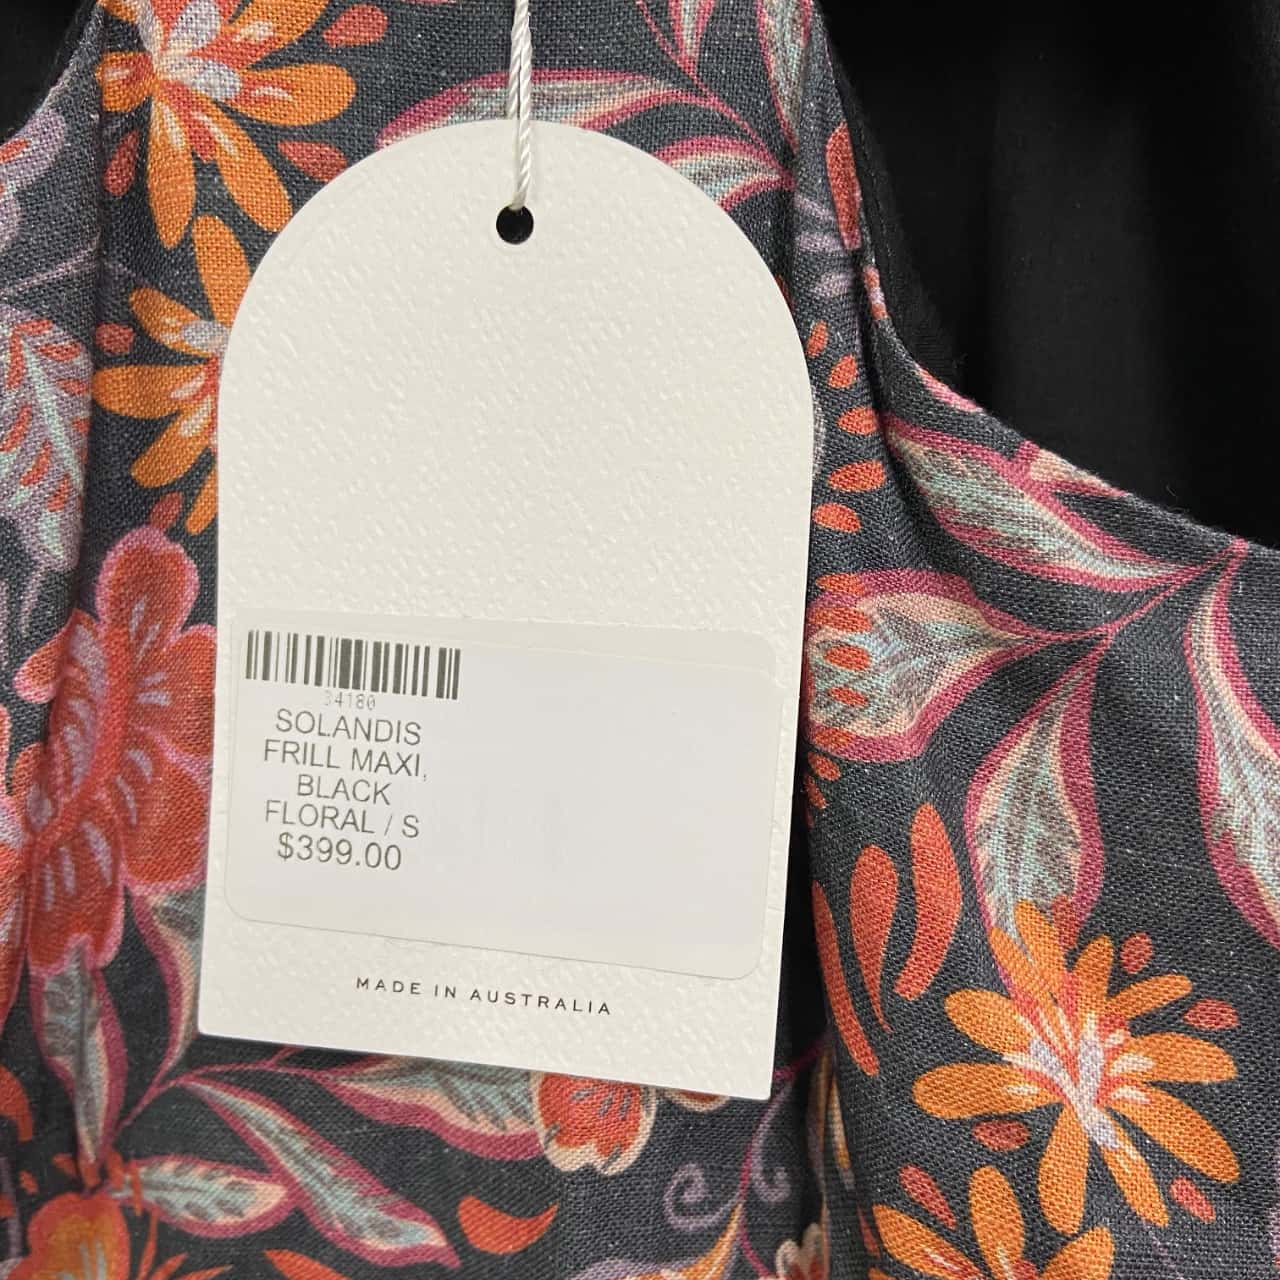 34180
SOLANDIS
FRILL MAXI,
BLACK
FLORAL / S
$399.00
MADE IN AUSTRALIA